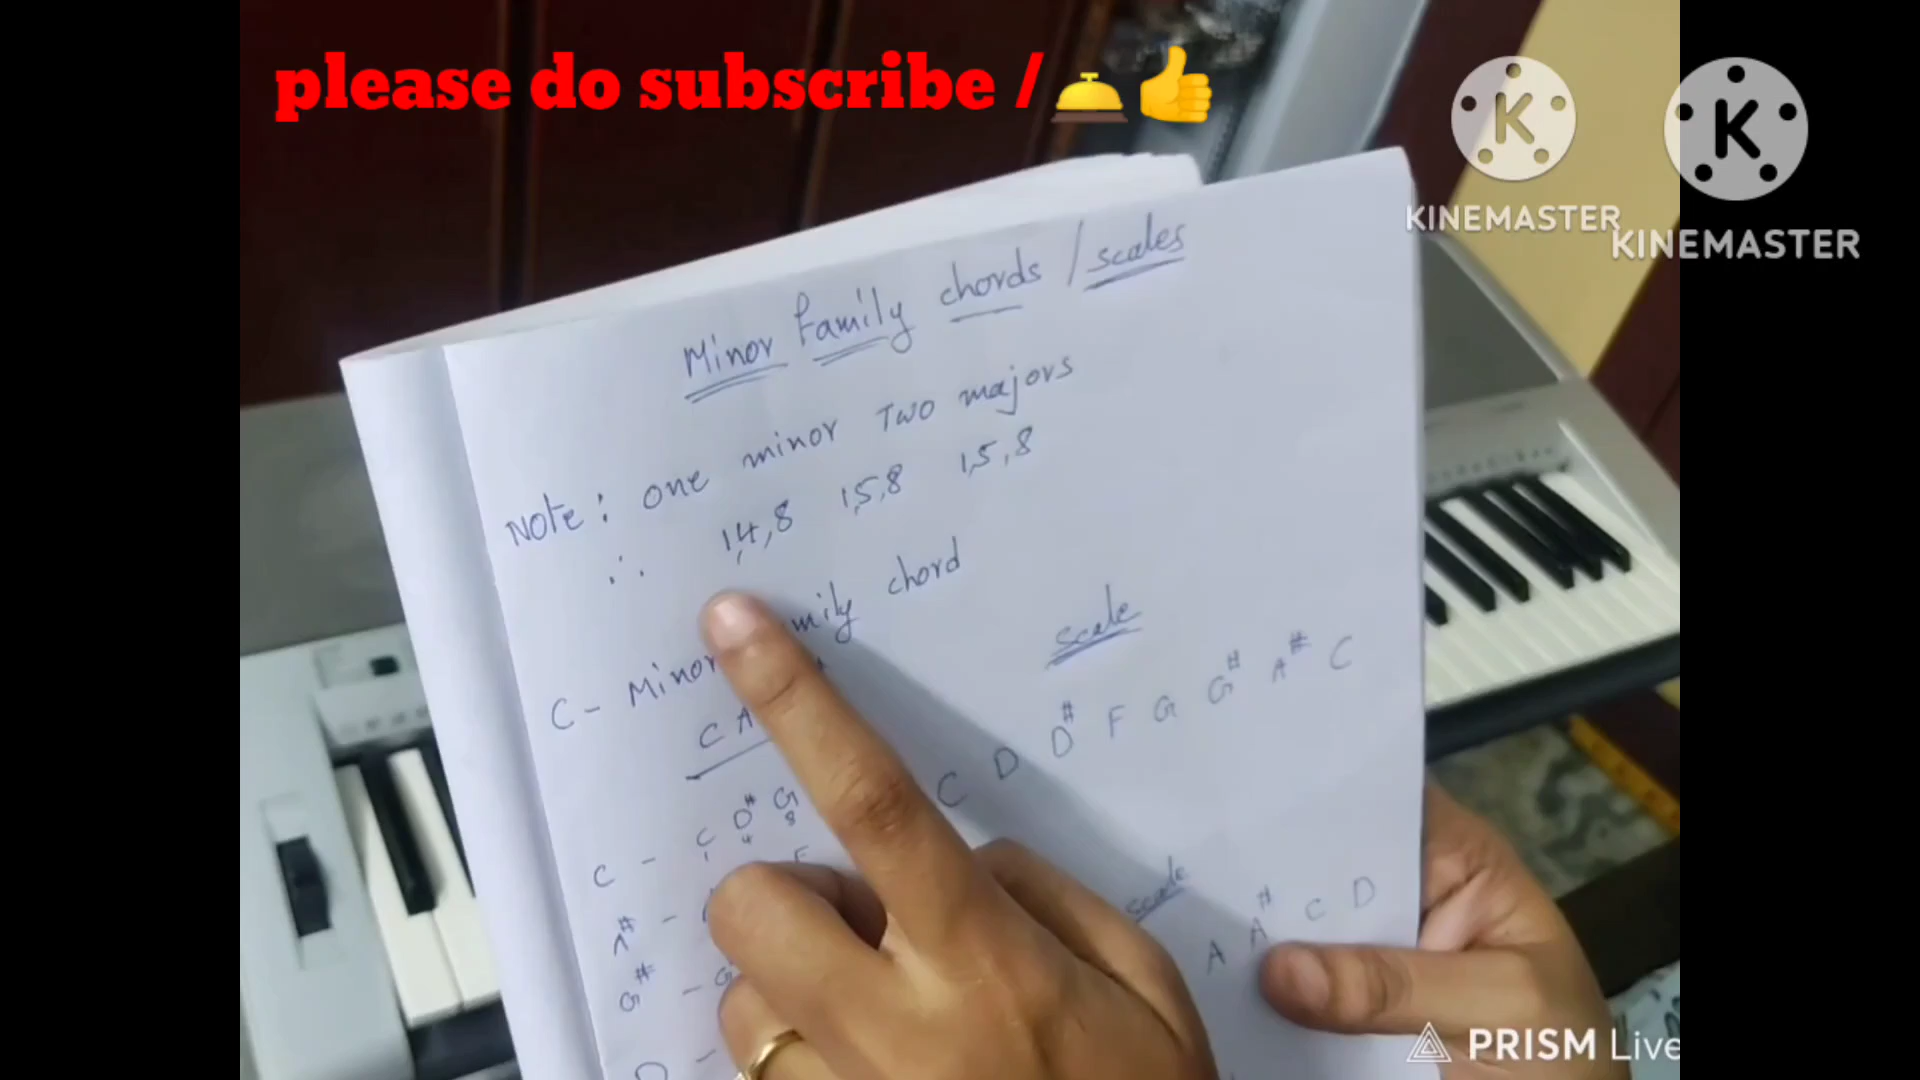 please do subscribe /
KINEMASTER
KINEMASTER
Minor Family chords / scales
Note: one minor Two majors
∴ 1,4,8 1,5,8 1,5,8
C - Minor mily chord
scale
C A
C D D# F G G# A# C
C - C D# G
1 4 8
A# -
scale
A A# C D
G# - G
D -
PRISM Live